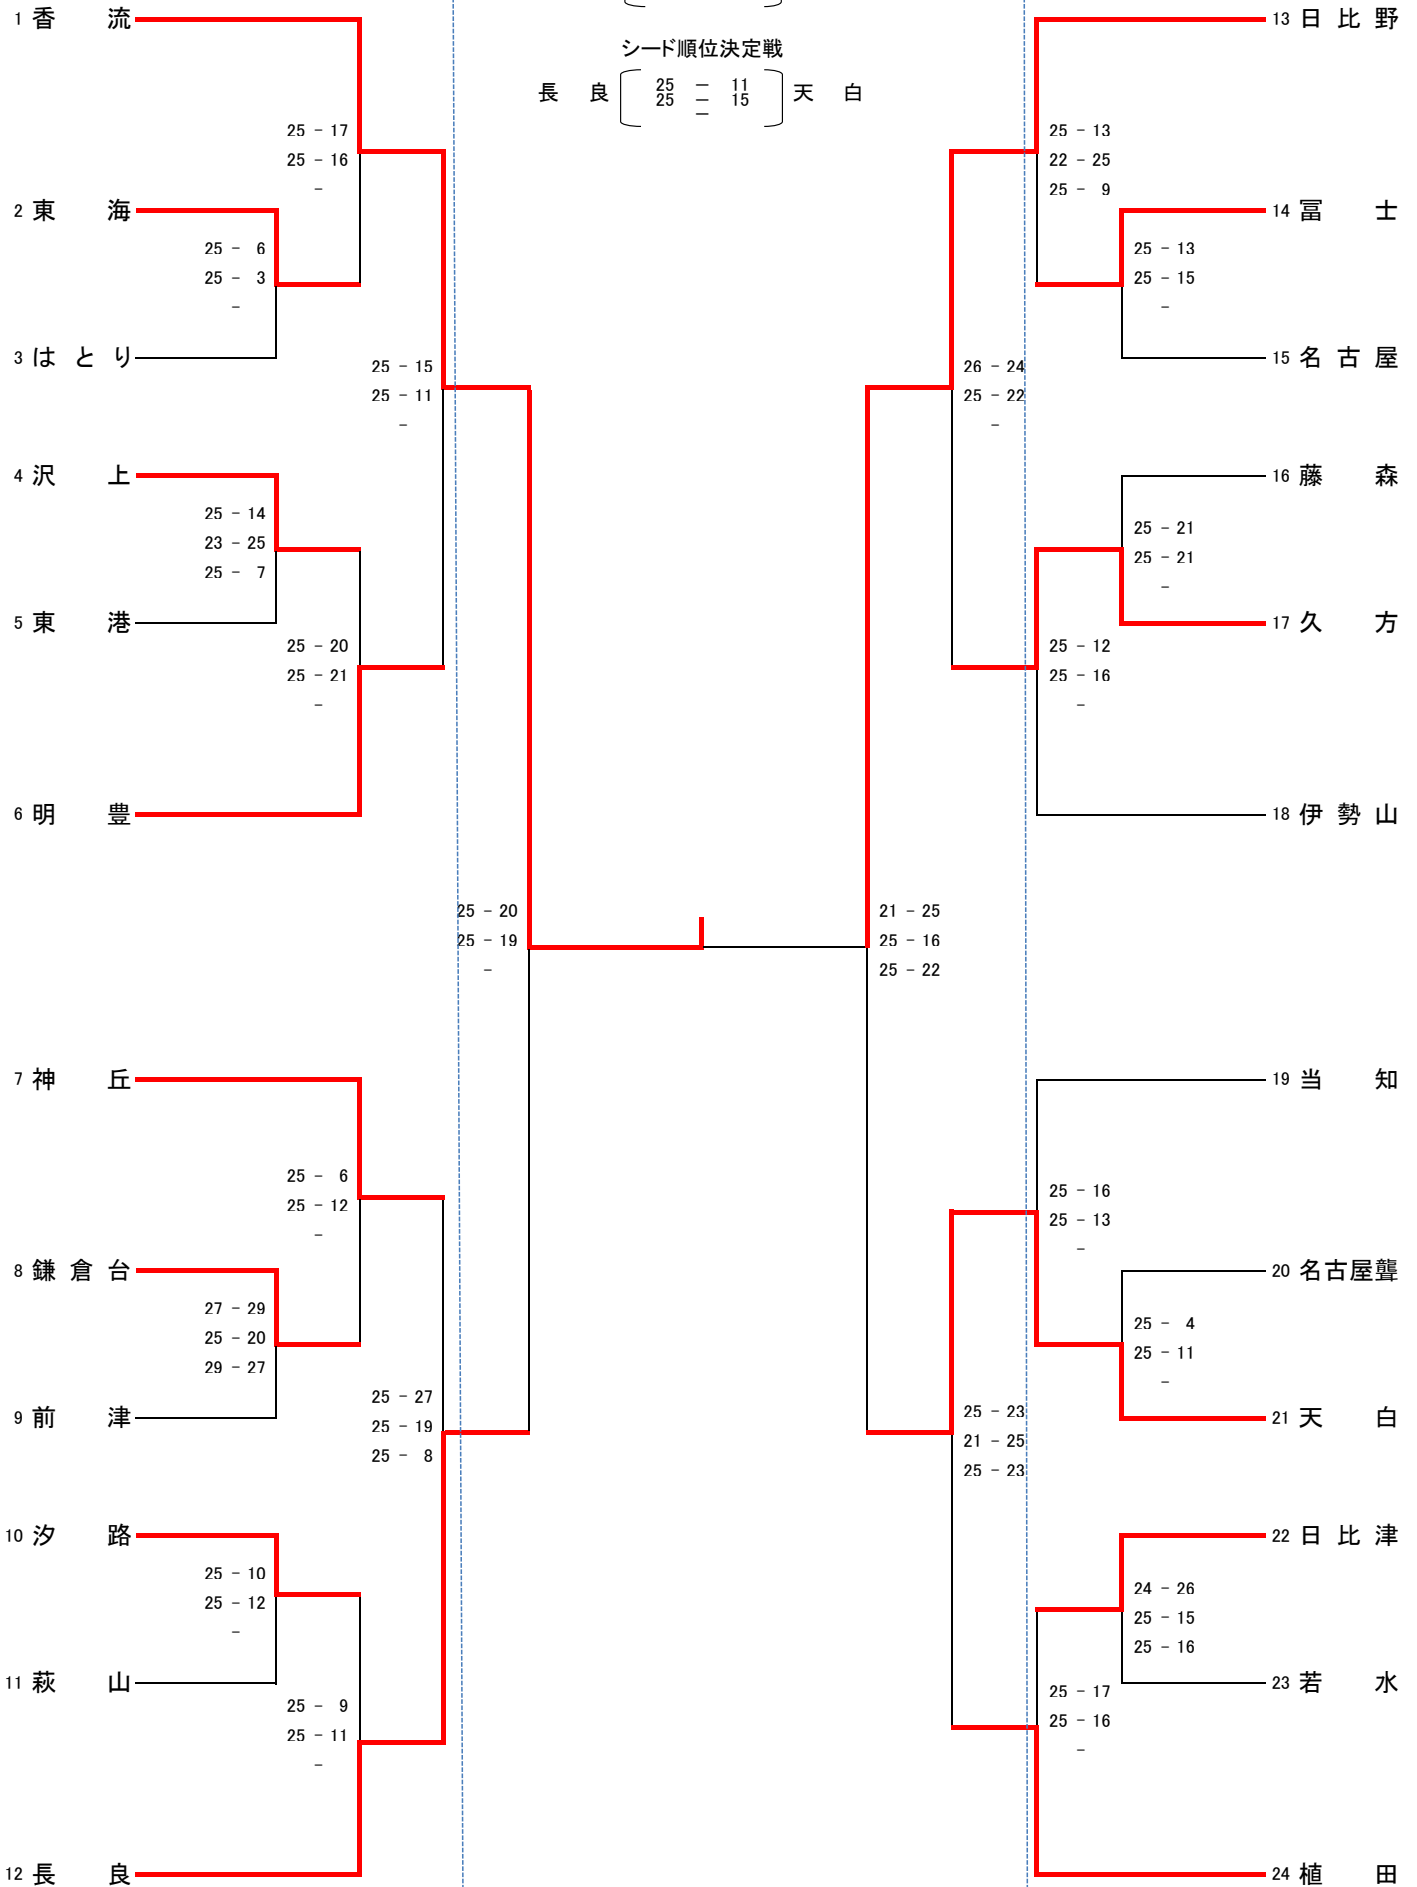 1 香流
13 日比野
シード順位決定戦
長良 25 － 11 天白
25 － 15
－
25 - 17
25 - 16
-
25 - 13
22 - 25
25 - 9
2 東海
14 冨士
25 - 6
25 - 3
-
25 - 13
25 - 15
-
3 はとり
15 名古屋
25 - 15
25 - 11
-
26 - 24
25 - 22
-
4 沢上
16 藤森
25 - 14
23 - 25
25 - 7
25 - 21
25 - 21
-
5 東港
17 久方
25 - 20
25 - 21
-
25 - 12
25 - 16
-
6 明豊
18 伊勢山
25 - 20
25 - 19
-
21 - 25
25 - 16
25 - 22
7 神丘
19 当知
25 - 6
25 - 12
-
25 - 16
25 - 13
-
8 鎌倉台
20 名古屋聾
27 - 29
25 - 20
29 - 27
25 - 4
25 - 11
-
9 前津
21 天白
25 - 27
25 - 19
25 - 8
25 - 23
21 - 25
25 - 23
10 汐路
22 日比津
25 - 10
25 - 12
-
24 - 26
25 - 15
25 - 16
11 萩山
23 若水
25 - 9
25 - 11
-
25 - 17
25 - 16
-
12 長良
24 植田